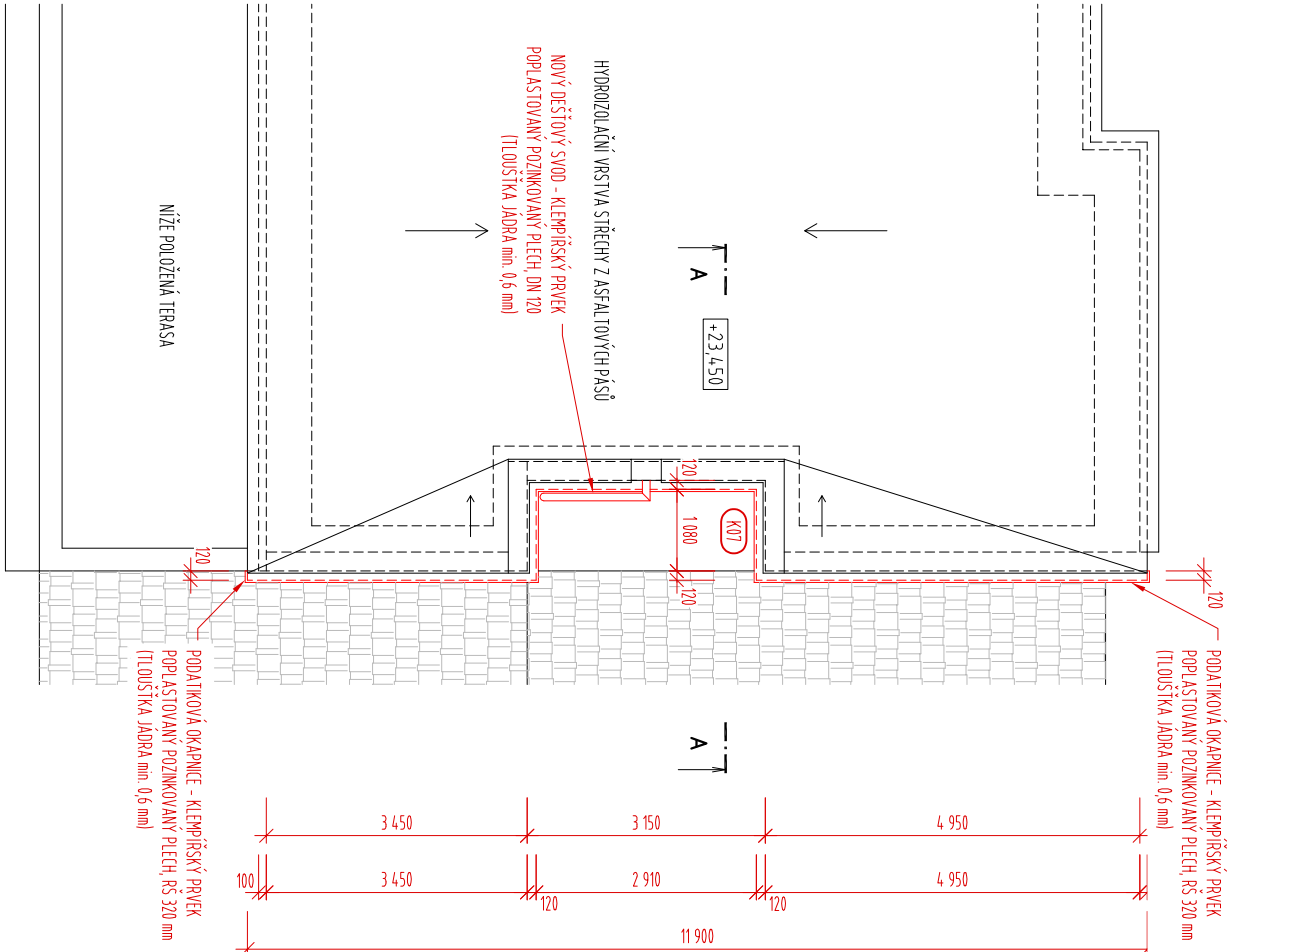 HYDROIZOLAČNÍ VRSTVA STŘECHY Z ASFALTOVÝCH PÁSŮ
NOVÝ DEŠŤOVÝ SVOD - KLEMPÍŘSKÝ PRVEK
POPLASTOVANÝ POZINKOVANÝ PLECH, DN 120
(TLOUŠŤKA JÁDRA min. 0,6 mm)
NÍŽE POLOŽENÁ TERASA
A
+23,450
120
1 080
K07
120
120
120
A
PODATIKOVÁ OKAPNICE - KLEMPÍŘSKÝ PRVEK
POPLASTOVANÝ POZINKOVANÝ PLECH, RŠ 320 mm
(TLOUŠŤKA JÁDRA min. 0,6 mm)
PODATIKOVÁ OKAPNICE - KLEMPÍŘSKÝ PRVEK
POPLASTOVANÝ POZINKOVANÝ PLECH, RŠ 320 mm
(TLOUŠŤKA JÁDRA min. 0,6 mm)
3 450
3 150
4 950
100
3 450
120
2 910
120
4 950
11 900